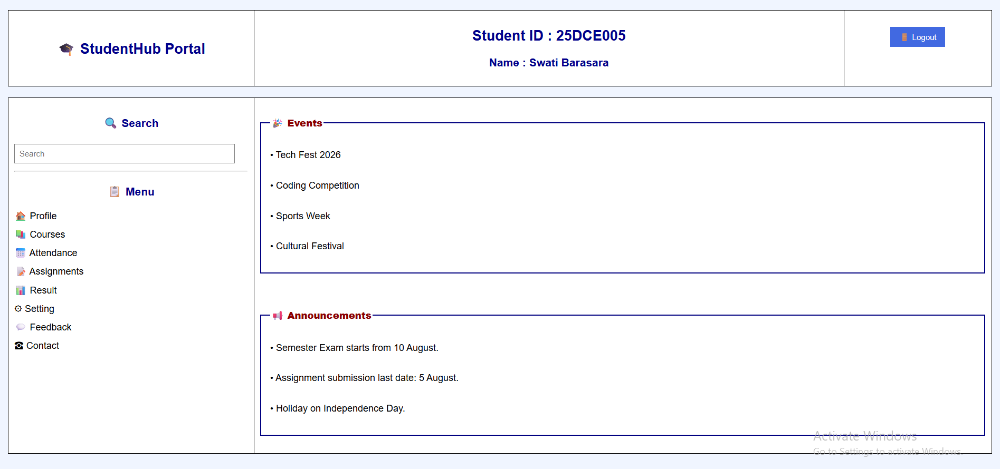 StudentHub Portal
Student ID : 25DCE005
Name : Swati Barasara
Logout
Search
Search
Menu
Profile
Courses
Attendance
Assignments
Result
Setting
Feedback
Contact
Events
• Tech Fest 2026
• Coding Competition
• Sports Week
• Cultural Festival
Announcements
• Semester Exam starts from 10 August.
• Assignment submission last date: 5 August.
• Holiday on Independence Day.
Activate Windows
Go to Settings to activate Windows.